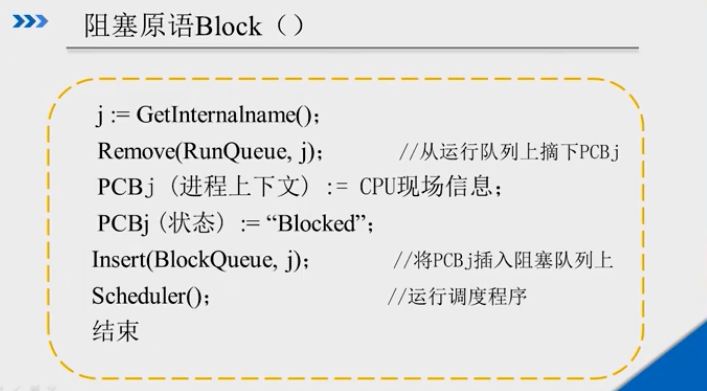 阻塞原语Block（）
j := GetInternalname();
Remove(RunQueue, j); //从运行队列上摘下PCBj
PCBj (进程上下文) := CPU现场信息;
PCBj (状态) := “Blocked”;
Insert(BlockQueue, j); //将PCBj插入阻塞队列上
Scheduler(); //运行调度程序
结束